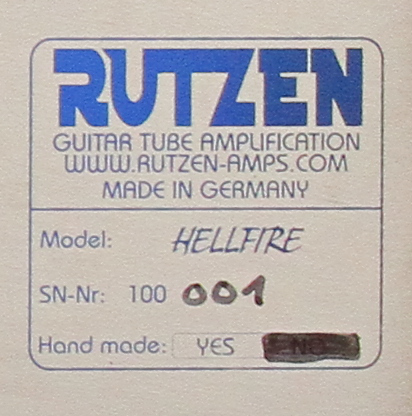 RUTZEN
GUITAR TUBE AMPLIFICATION
WWW.RUTZEN-AMPS.COM
MADE IN GERMANY
Model: HELLFIRE
SN-Nr: 100 001
Hand made: YES NO